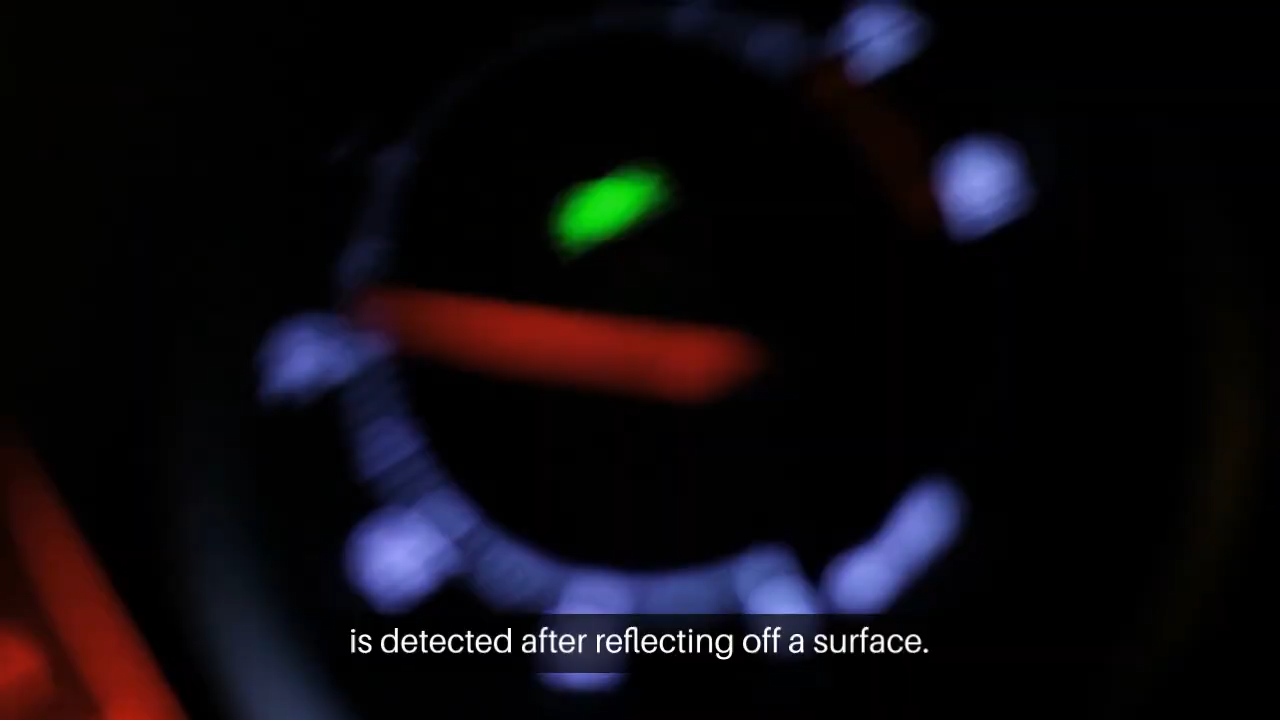 is detected after reflecting off a surface.